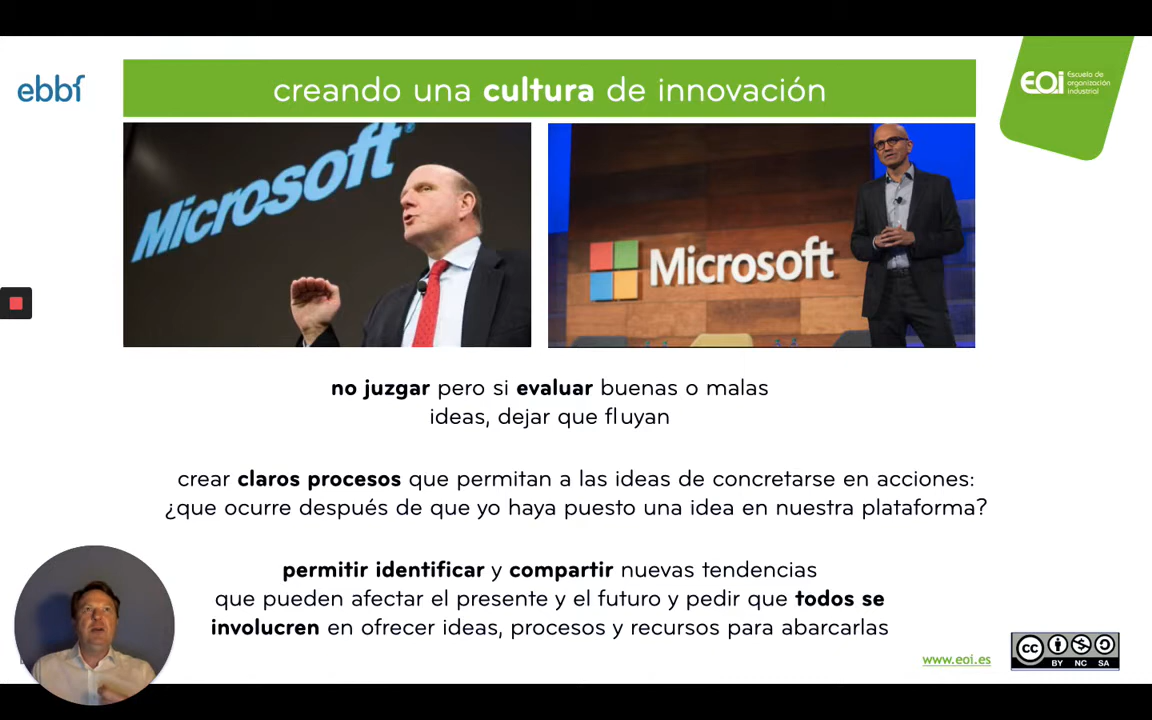 ebbf
creando una cultura de innovación
EOi Escuela de
organización
industrial
Microsoft®
Microsoft
no juzgar pero si evaluar buenas o malas
ideas, dejar que fluyan
crear claros procesos que permitan a las ideas de concretarse en acciones:
¿que ocurre después de que yo haya puesto una idea en nuestra plataforma?
permitir identificar y compartir nuevas tendencias
que pueden afectar el presente y el futuro y pedir que todos se
involucren en ofrecer ideas, procesos y recursos para abarcarlas
www.eoi.es
cc BY NC SA